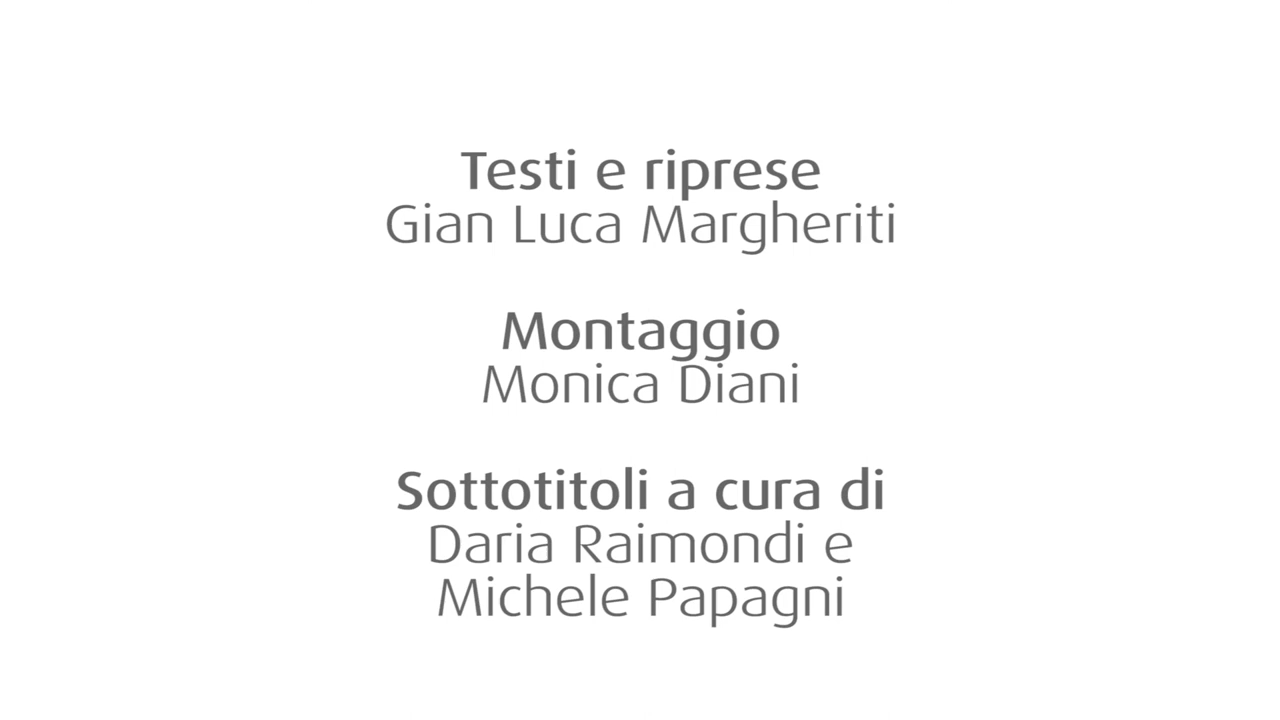 Testi e riprese
Gian Luca Margheriti
Montaggio
Monica Diani
Sottotitoli a cura di
Daria Raimondi e
Michele Papagni